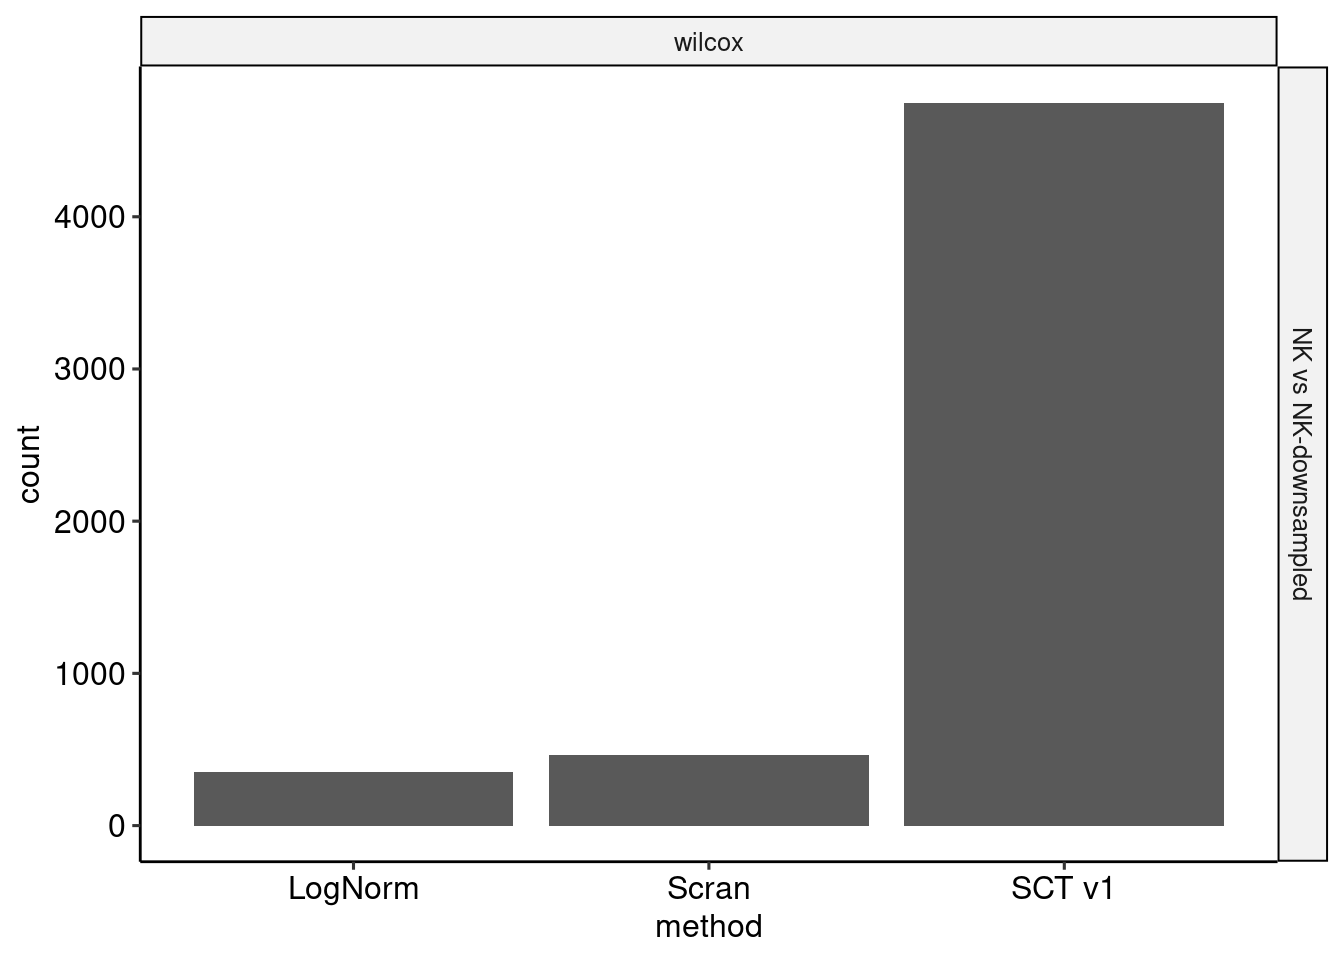 wilcox
NK vs NK-downsampled
count
4000
3000
2000
1000
0
LogNorm
Scran
SCT v1
method